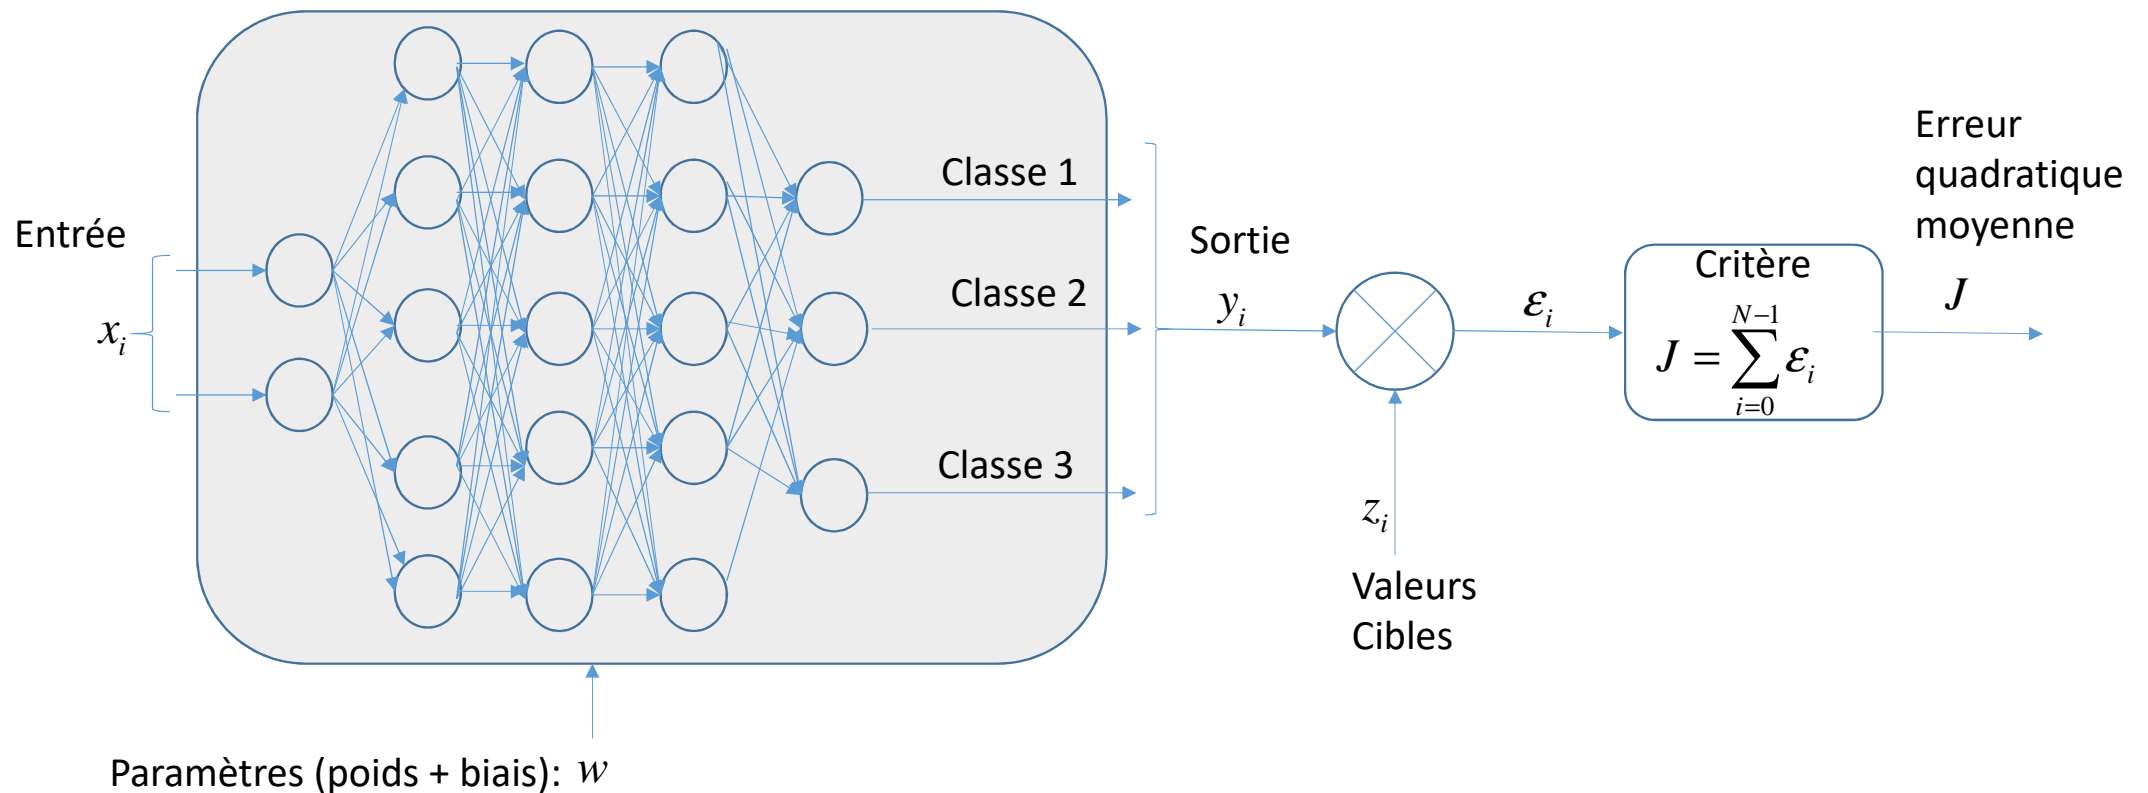 Entrée
x_i
Classe 1
Classe 2
Classe 3
Paramètres (poids + biais): w
Sortie
y_i
z_i
Valeurs
Cibles
ε_i
Critère
J = \sum_{i=0}^{N-1} ε_i
Erreur
quadratique
moyenne
J